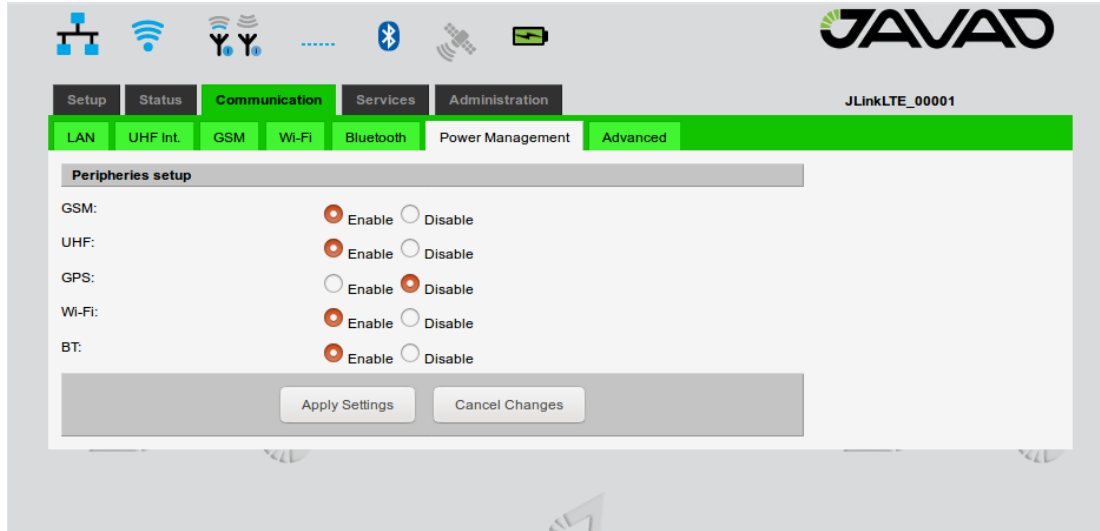 JAVAD
Setup Status Communication Services Administration JLinkLTE_00001
LAN UHF Int. GSM Wi-Fi Bluetooth Power Management Advanced
Peripheries setup
GSM: Enable Disable
UHF: Enable Disable
GPS: Enable Disable
Wi-Fi: Enable Disable
BT: Enable Disable
Apply Settings Cancel Changes